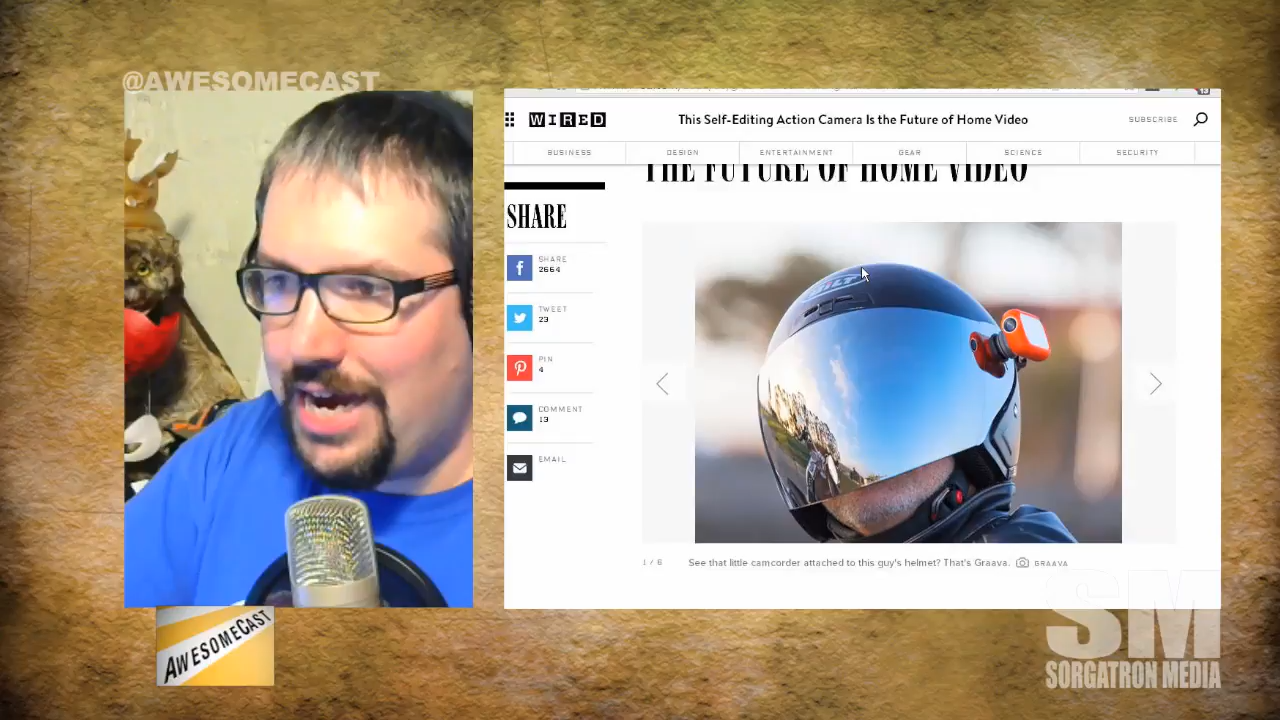 @AWESOMECAST
WIRED
This Self-Editing Action Camera Is the Future of Home Video
SUBSCRIBE
BUSINESS
DESIGN
ENTERTAINMENT
GEAR
SCIENCE
SECURITY
THE FUTURE OF HOME VIDEO
SHARE
SHARE
2664
TWEET
23
PIN
4
COMMENT
13
EMAIL
BILT
1 / 6
See that little camcorder attached to this guy's helmet? That's Graava.
GRAAVA
AWESOMECAST
SM
SORGATRON MEDIA